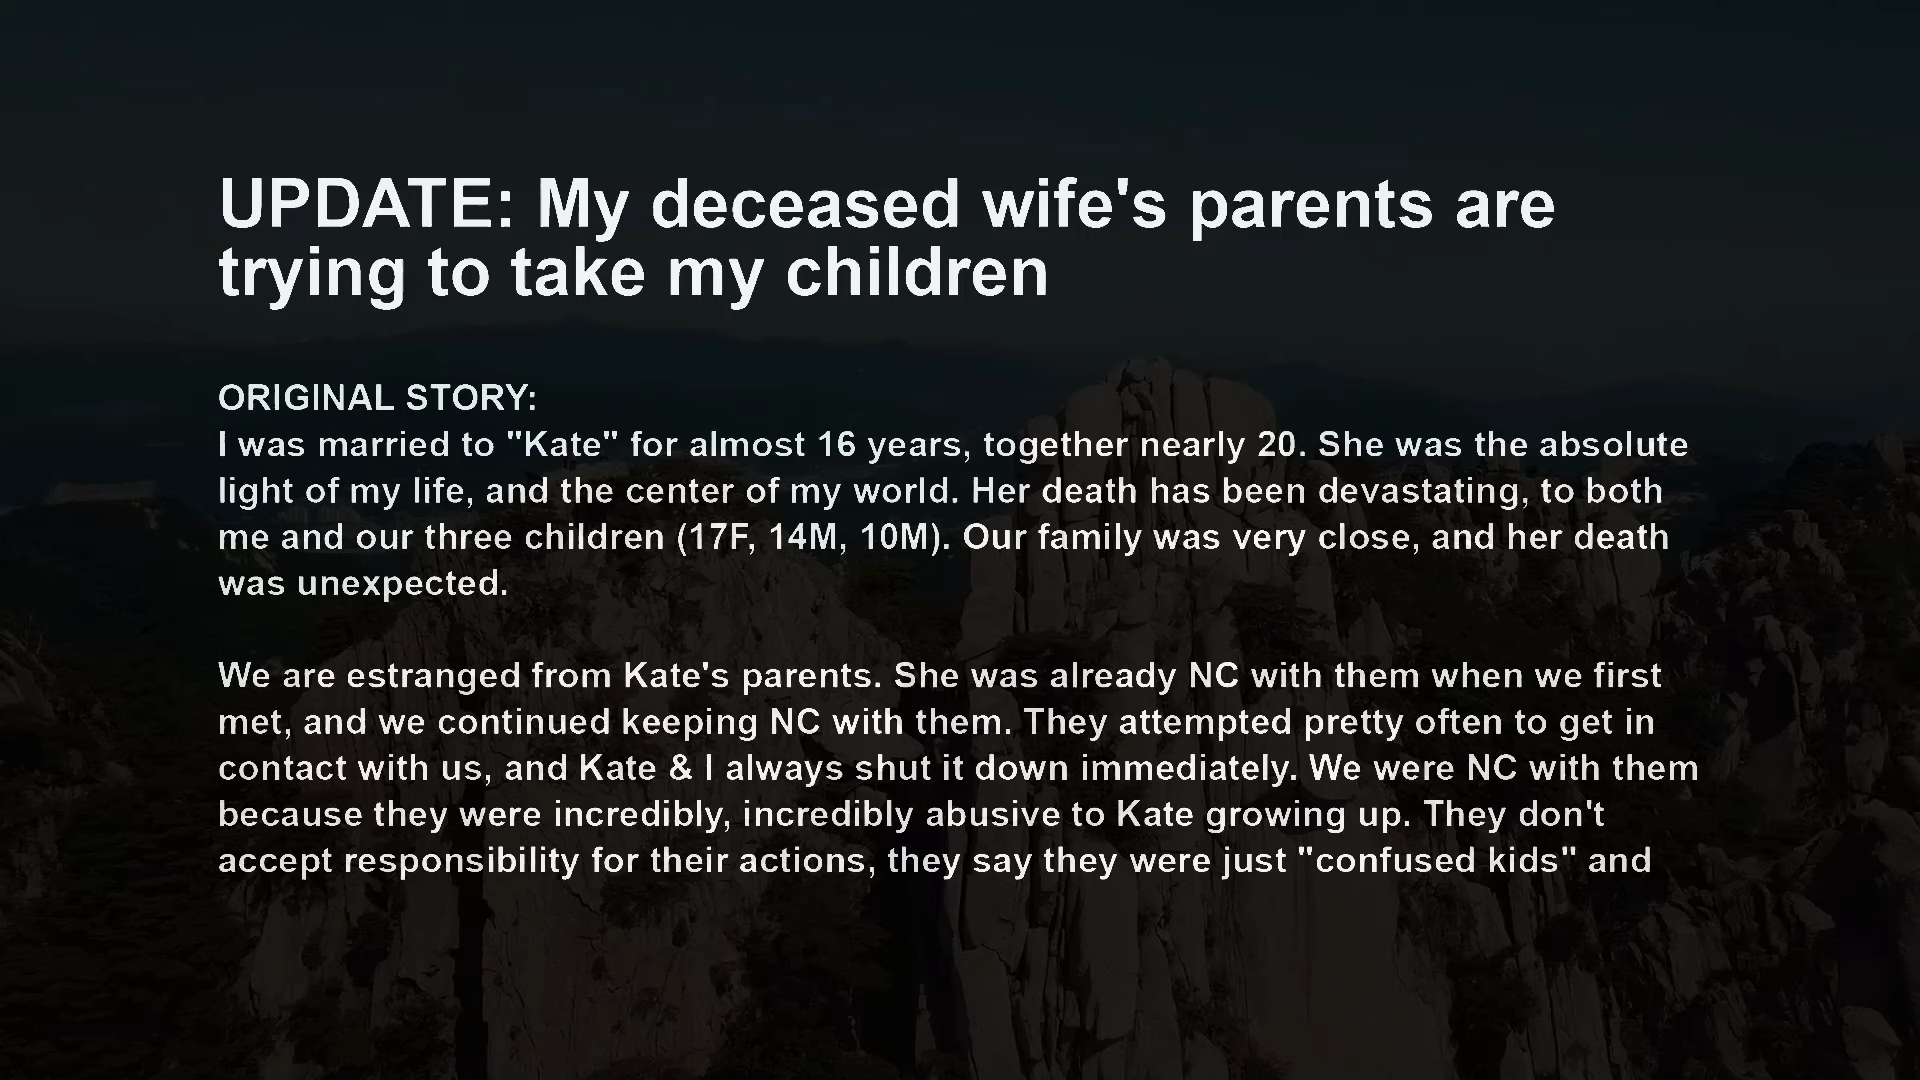 UPDATE: My deceased wife's parents are
trying to take my children
ORIGINAL STORY:
I was married to "Kate" for almost 16 years, together nearly 20. She was the absolute
light of my life, and the center of my world. Her death has been devastating, to both
me and our three children (17F, 14M, 10M). Our family was very close, and her death
was unexpected.
We are estranged from Kate's parents. She was already NC with them when we first
met, and we continued keeping NC with them. They attempted pretty often to get in
contact with us, and Kate & I always shut it down immediately. We were NC with them
because they were incredibly, incredibly abusive to Kate growing up. They don't
accept responsibility for their actions, they say they were just "confused kids" and